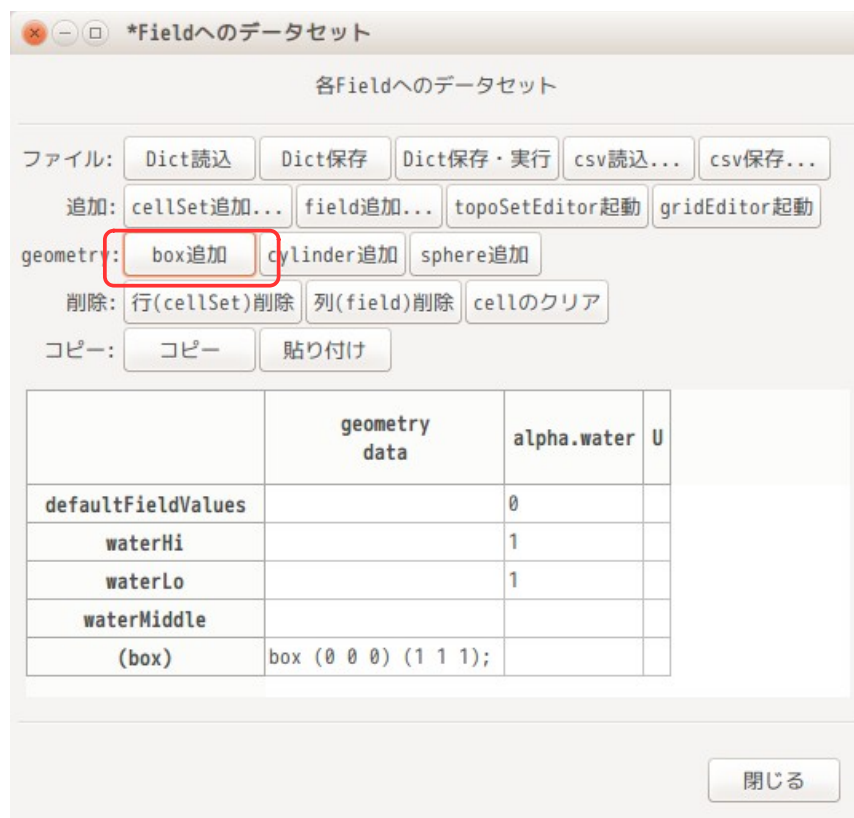 *Fieldへのデータセット
各Fieldへのデータセット
ファイル: Dict読込 Dict保存 Dict保存・実行 csv読込... csv保存...
追加: cellSet追加... field追加... topoSetEditor起動 gridEditor起動
geometry: box追加 cylinder追加 sphere追加
削除: 行(cellSet)削除 列(field)削除 cellのクリア
コピー: コピー 貼り付け
geometry
data alpha.water U
defaultFieldValues 0
waterHi 1
waterLo 1
waterMiddle
(box) box (0 0 0) (1 1 1);
閉じる